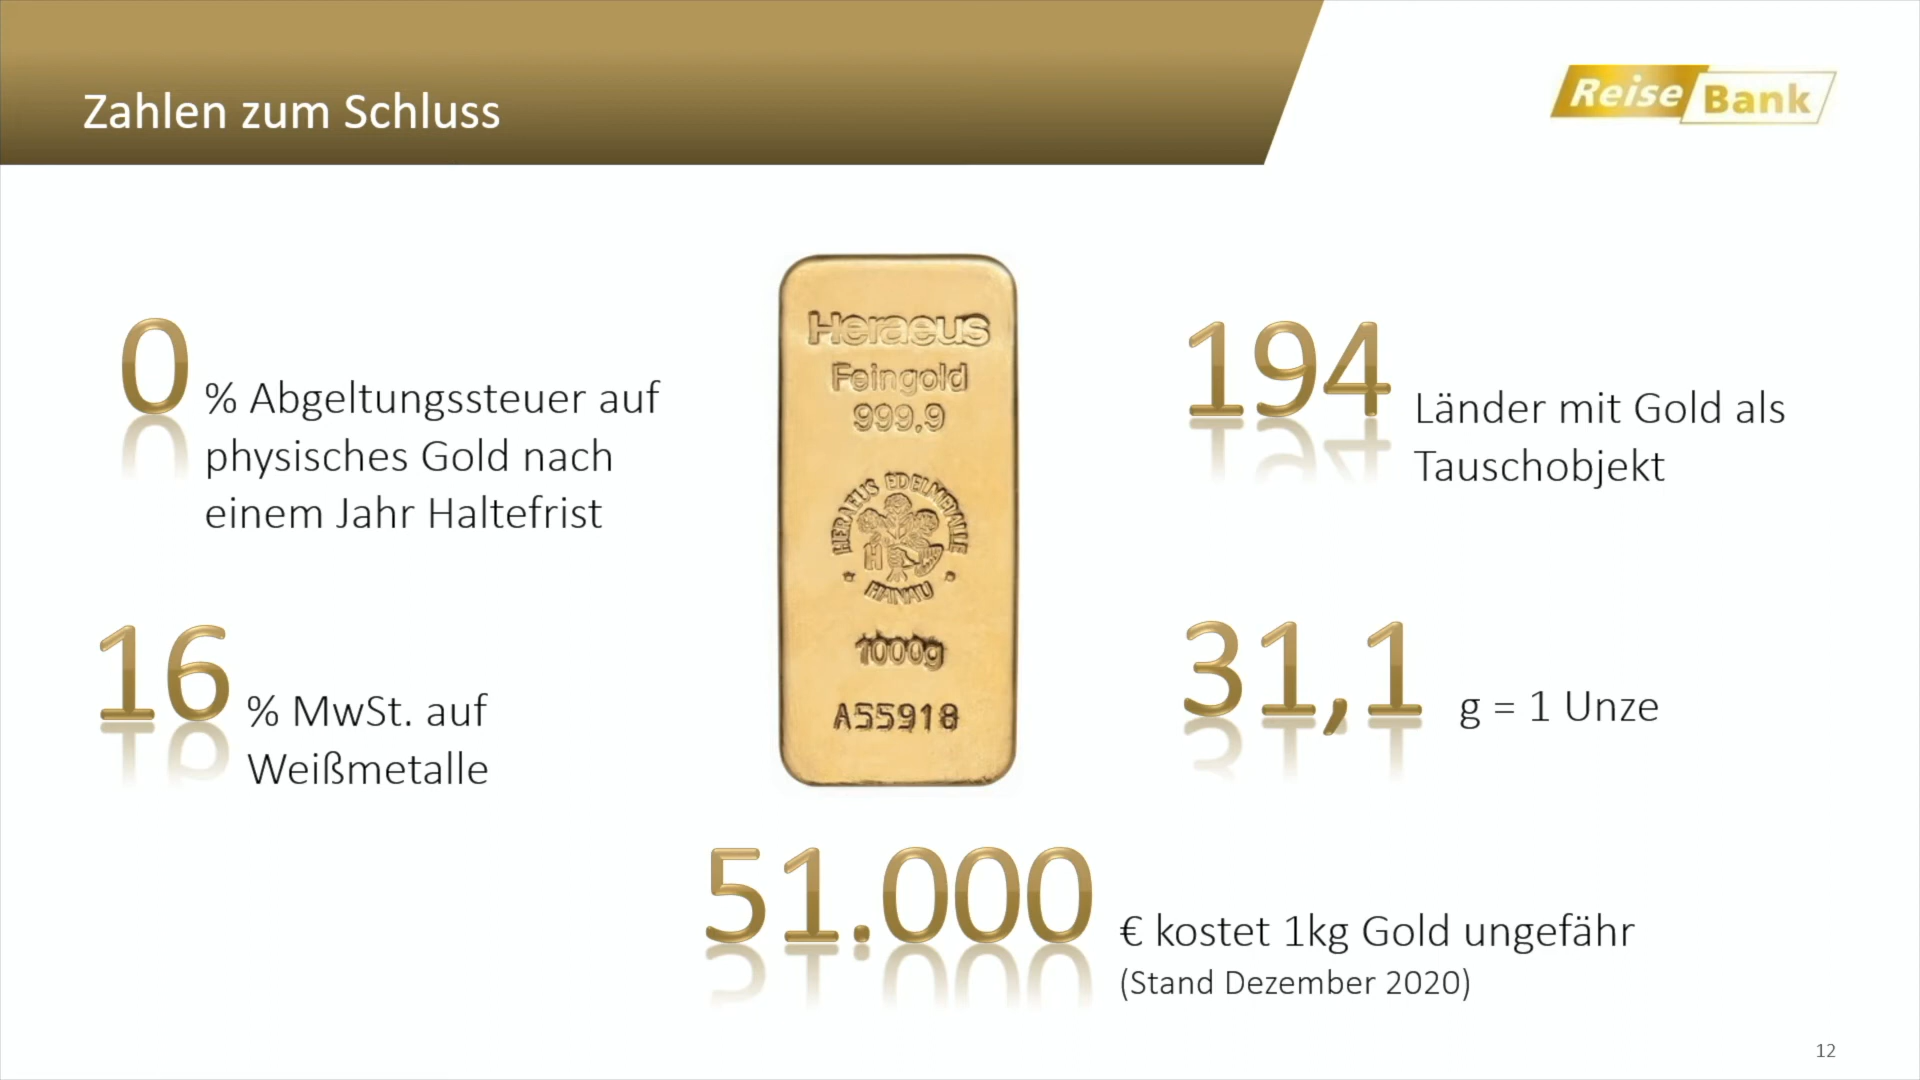 Zahlen zum Schluss
Reise Bank
0 % Abgeltungssteuer auf
physisches Gold nach
einem Jahr Haltefrist
16 % MwSt. auf
Weißmetalle
Heraeus
Feingold
999,9
HERAEUS EDELMETALLE
HANAU
H
1000g
A55918
194 Länder mit Gold als
Tauschobjekt
31,1 g = 1 Unze
51.000 € kostet 1kg Gold ungefähr
(Stand Dezember 2020)
12